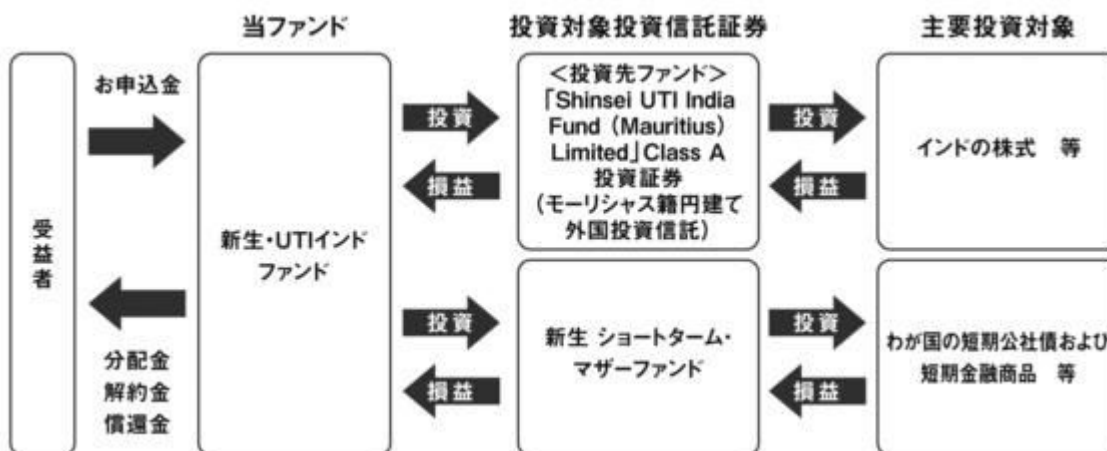 当ファンド
投資対象投資信託証券
主要投資対象
受益者
お申込金
分配金
解約金
償還金
新生・UTIインド
ファンド
投資
損益
<投資先ファンド>
「Shinsei UTI India
Fund (Mauritius)
Limited」Class A
投資証券
(モーリシャス籍円建て
外国投資信託)
投資
損益
インドの株式 等
投資
損益
新生 ショートターム・
マザーファンド
投資
損益
わが国の短期公社債および
短期金融商品 等